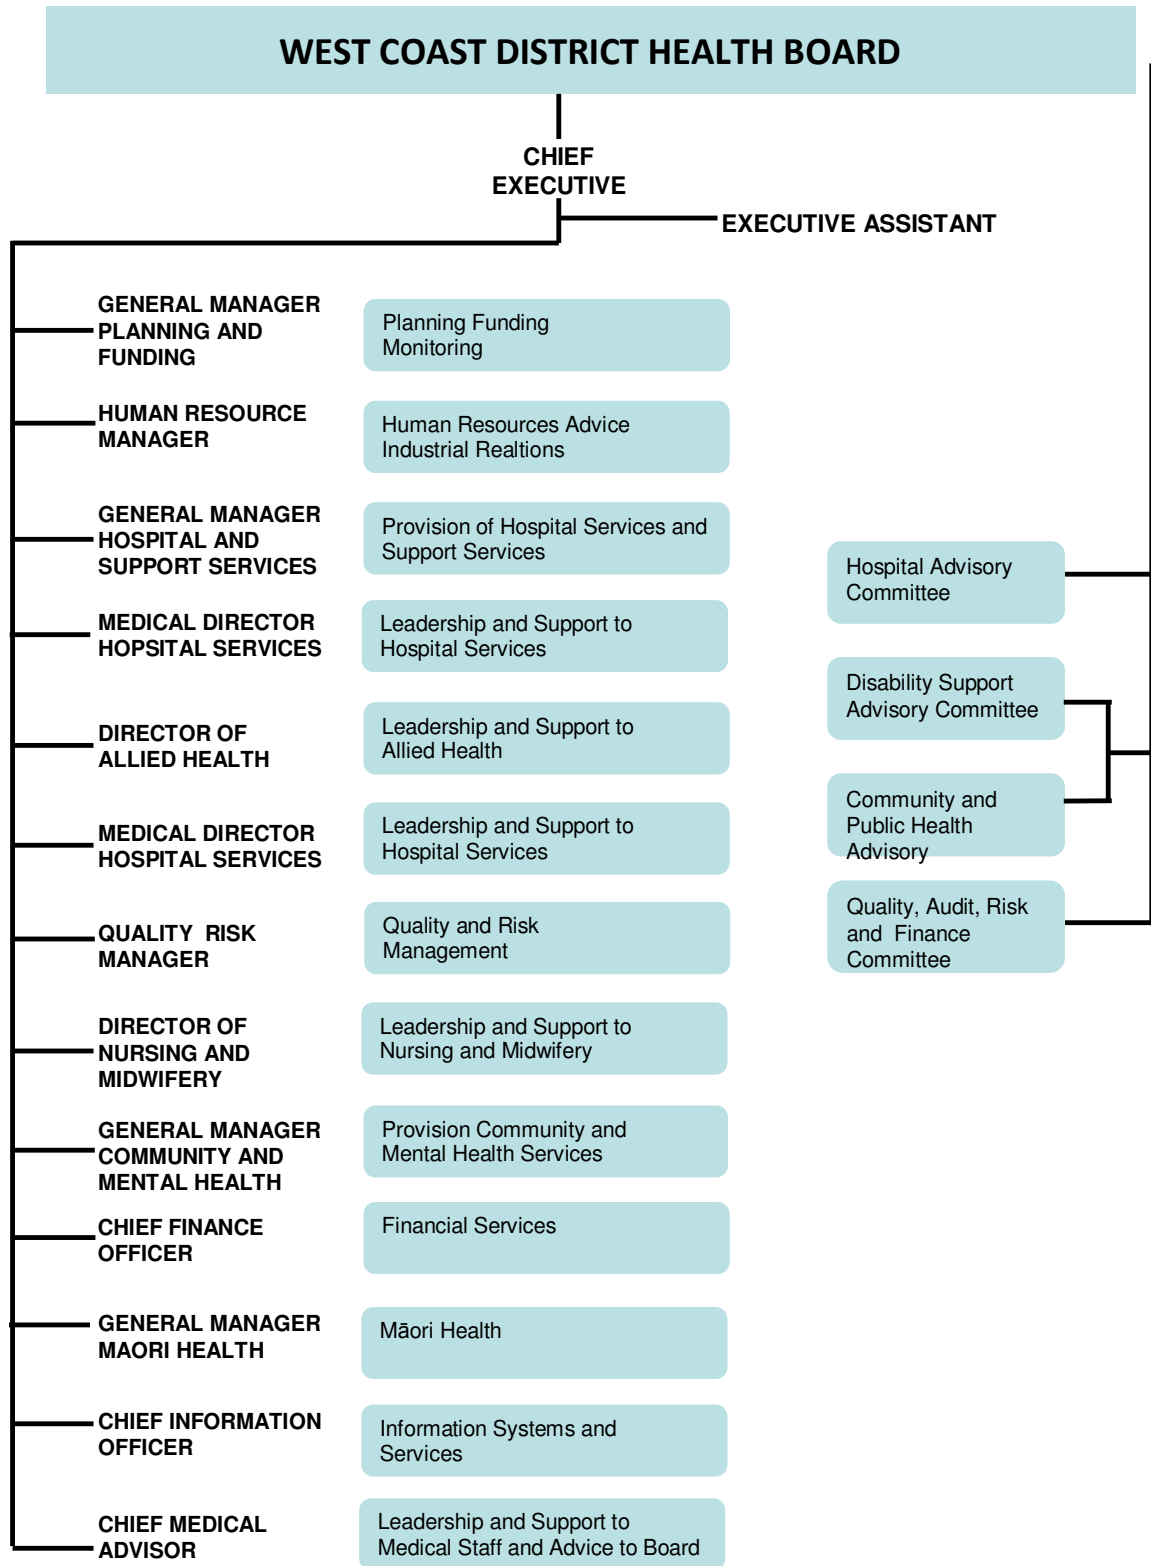 WEST COAST DISTRICT HEALTH BOARD
CHIEF
EXECUTIVE
EXECUTIVE ASSISTANT
GENERAL MANAGER
PLANNING AND
FUNDING
Planning Funding
Monitoring
HUMAN RESOURCE
MANAGER
Human Resources Advice
Industrial Realtions
GENERAL MANAGER
HOSPITAL AND
SUPPORT SERVICES
Provision of Hospital Services and
Support Services
MEDICAL DIRECTOR
HOPSITAL SERVICES
Leadership and Support to
Hospital Services
DIRECTOR OF
ALLIED HEALTH
Leadership and Support to
Allied Health
MEDICAL DIRECTOR
HOSPITAL SERVICES
Leadership and Support to
Hospital Services
QUALITY  RISK
MANAGER
Quality and Risk
Management
DIRECTOR OF
NURSING AND
MIDWIFERY
Leadership and Support to
Nursing and Midwifery
GENERAL MANAGER
COMMUNITY AND
MENTAL HEALTH
Provision Community and
Mental Health Services
CHIEF FINANCE
OFFICER
Financial Services
GENERAL MANAGER
MAORI HEALTH
Māori Health
CHIEF INFORMATION
OFFICER
Information Systems and
Services
CHIEF MEDICAL
ADVISOR
Leadership and Support to
Medical Staff and Advice to Board
Hospital Advisory
Committee
Disability Support
Advisory Committee
Community and
Public Health
Advisory
Quality, Audit, Risk
and  Finance
Committee